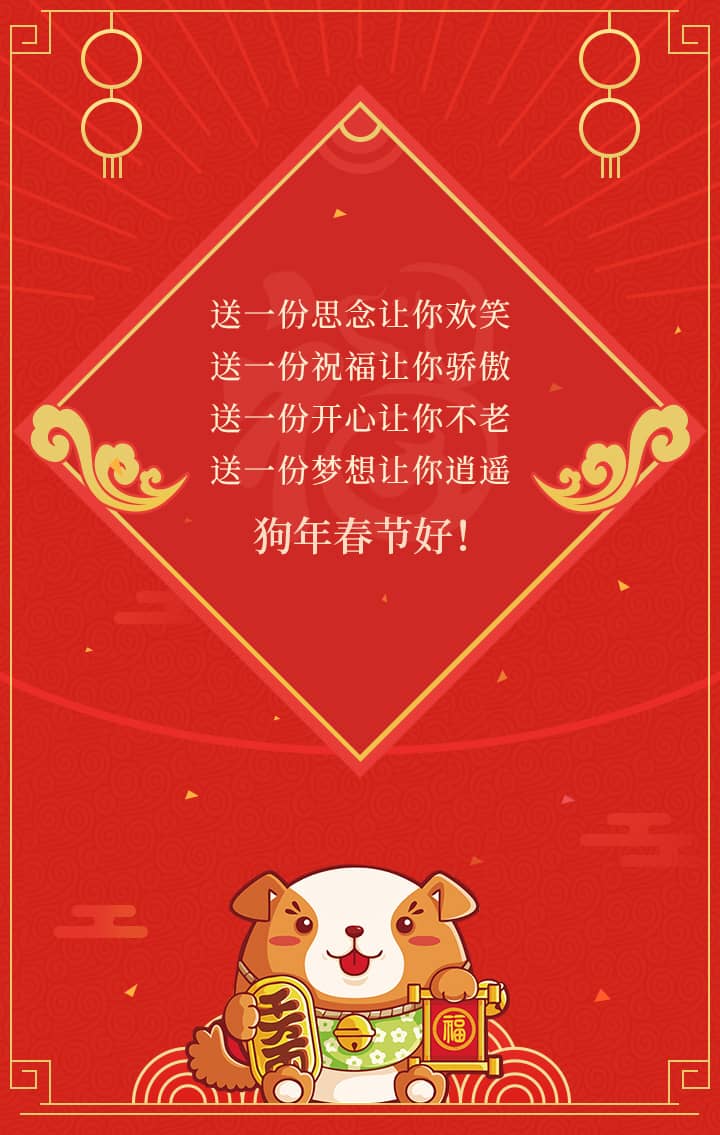 送一份思念让你欢笑
送一份祝福让你骄傲
送一份开心让你不老
送一份梦想让你逍遥
狗年春节好！
福